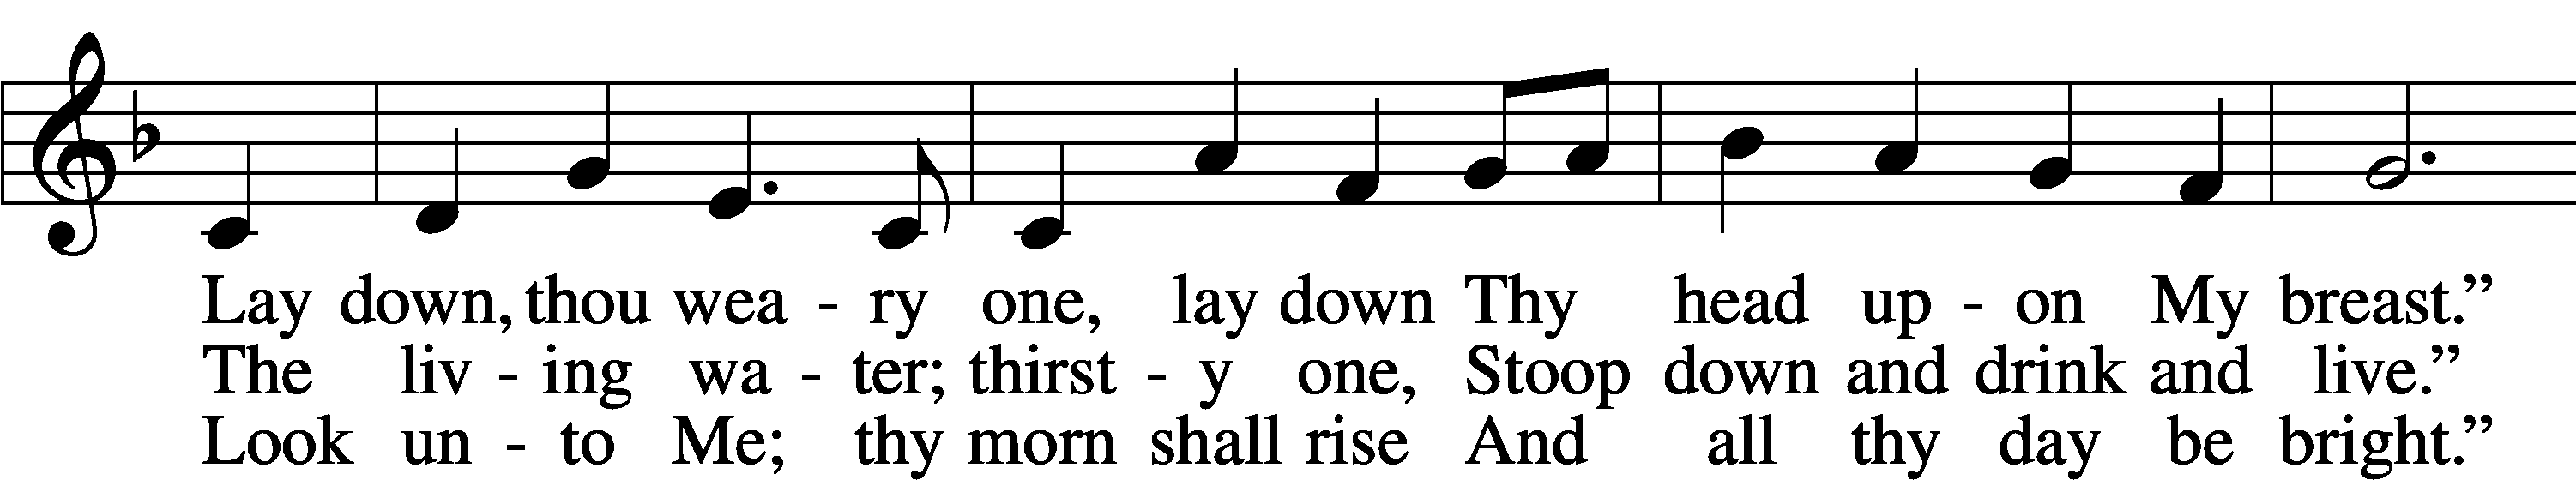 Lay down, thou wea - ry one, lay down Thy head up - on My breast.”
The liv - ing wa - ter; thirst - y one, Stoop down and drink and live.”
Look un - to Me; thy morn shall rise And all thy day be bright.”